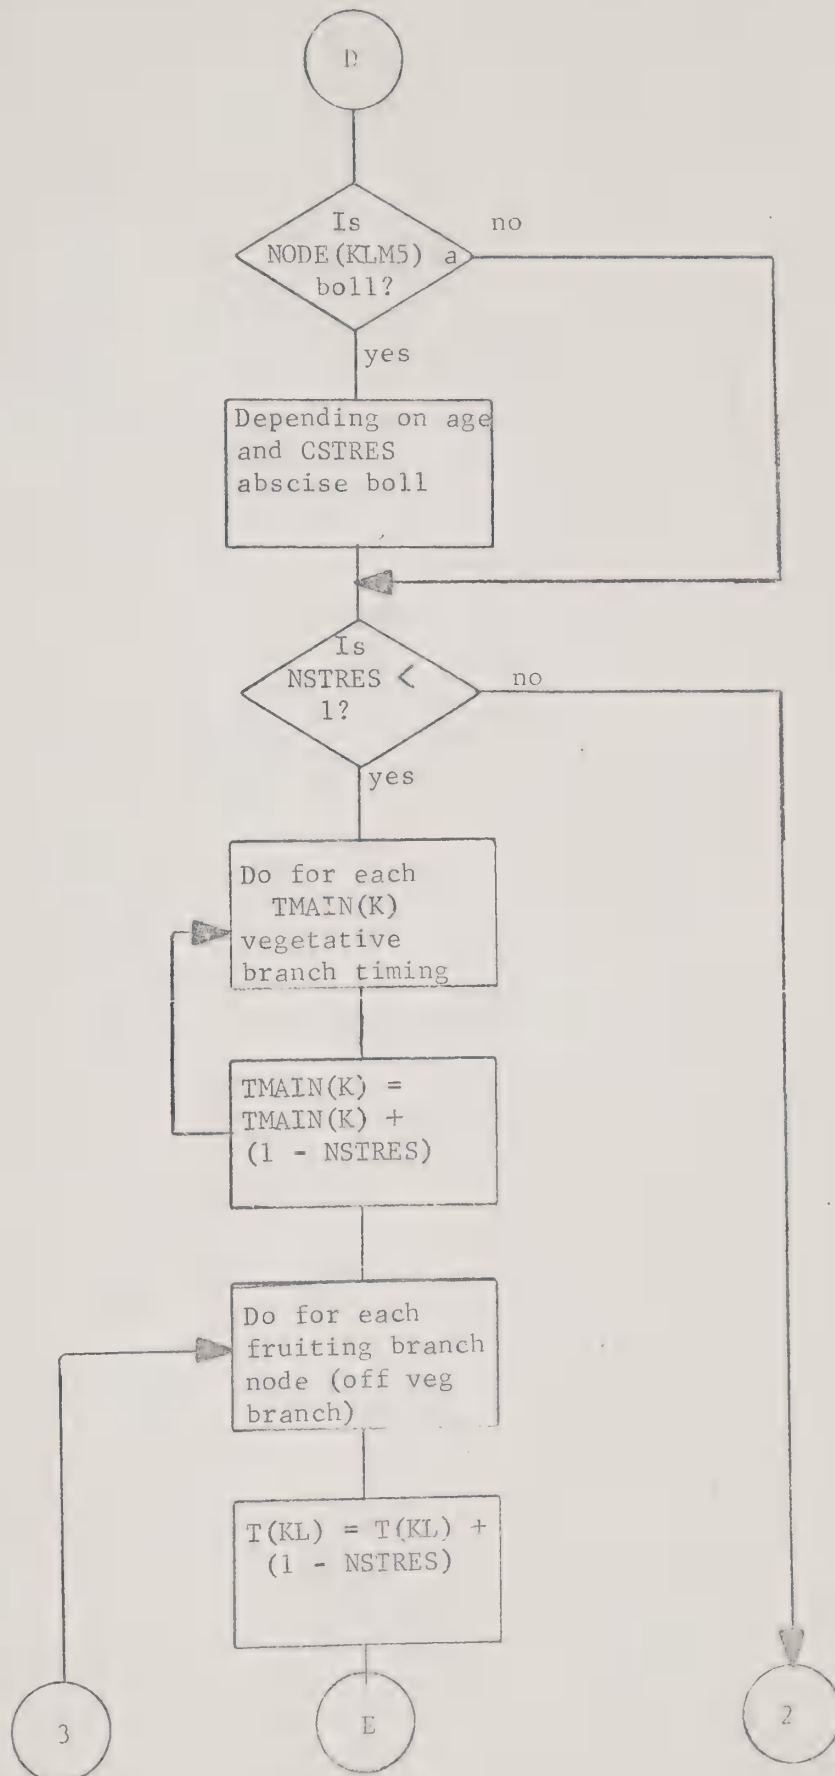 D
Is
NODE(KLM5) a
boll?
no
yes
Depending on age
and CSTRES
abscise boll
Is
NSTRES <
1?
no
yes
Do for each
TMAIN(K)
vegetative
branch timing
TMAIN(K) =
TMAIN(K) +
(1 - NSTRES)
Do for each
fruiting branch
node (off veg
branch)
T(KL) = T(KL) +
(1 - NSTRES)
3
E
2